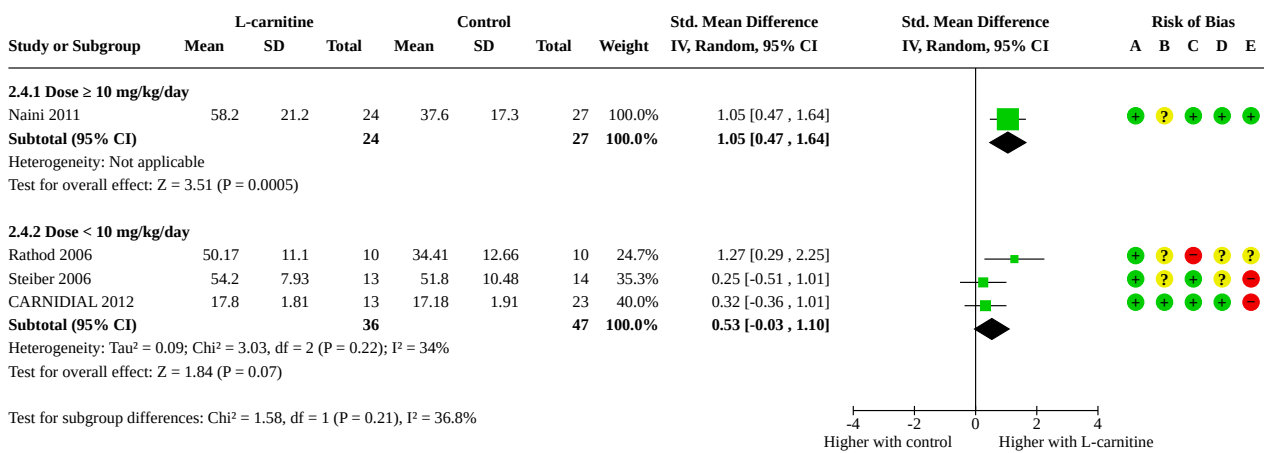 L-carnitine Control Std. Mean Difference Std. Mean Difference Risk of Bias
Study or Subgroup Mean SD Total Mean SD Total Weight IV, Random, 95% CI IV, Random, 95% CI A B C D E
2.4.1 Dose ≥ 10 mg/kg/day
Naini 2011 58.2 21.2 24 37.6 17.3 27 100.0% 1.05 [0.47 , 1.64] + ? + + +
Subtotal (95% CI) 24 27 100.0% 1.05 [0.47 , 1.64]
Heterogeneity: Not applicable
Test for overall effect: Z = 3.51 (P = 0.0005)
2.4.2 Dose < 10 mg/kg/day
Rathod 2006 50.17 11.1 10 34.41 12.66 10 24.7% 1.27 [0.29 , 2.25] + ? − ? ?
Steiber 2006 54.2 7.93 13 51.8 10.48 14 35.3% 0.25 [-0.51 , 1.01] + ? + ? −
CARNIDIAL 2012 17.8 1.81 13 17.18 1.91 23 40.0% 0.32 [-0.36 , 1.01] + + + + −
Subtotal (95% CI) 36 47 100.0% 0.53 [-0.03 , 1.10]
Heterogeneity: Tau² = 0.09; Chi² = 3.03, df = 2 (P = 0.22); I² = 34%
Test for overall effect: Z = 1.84 (P = 0.07)
Test for subgroup differences: Chi² = 1.58, df = 1 (P = 0.21), I² = 36.8%
-4 -2 0 2 4
Higher with control Higher with L-carnitine